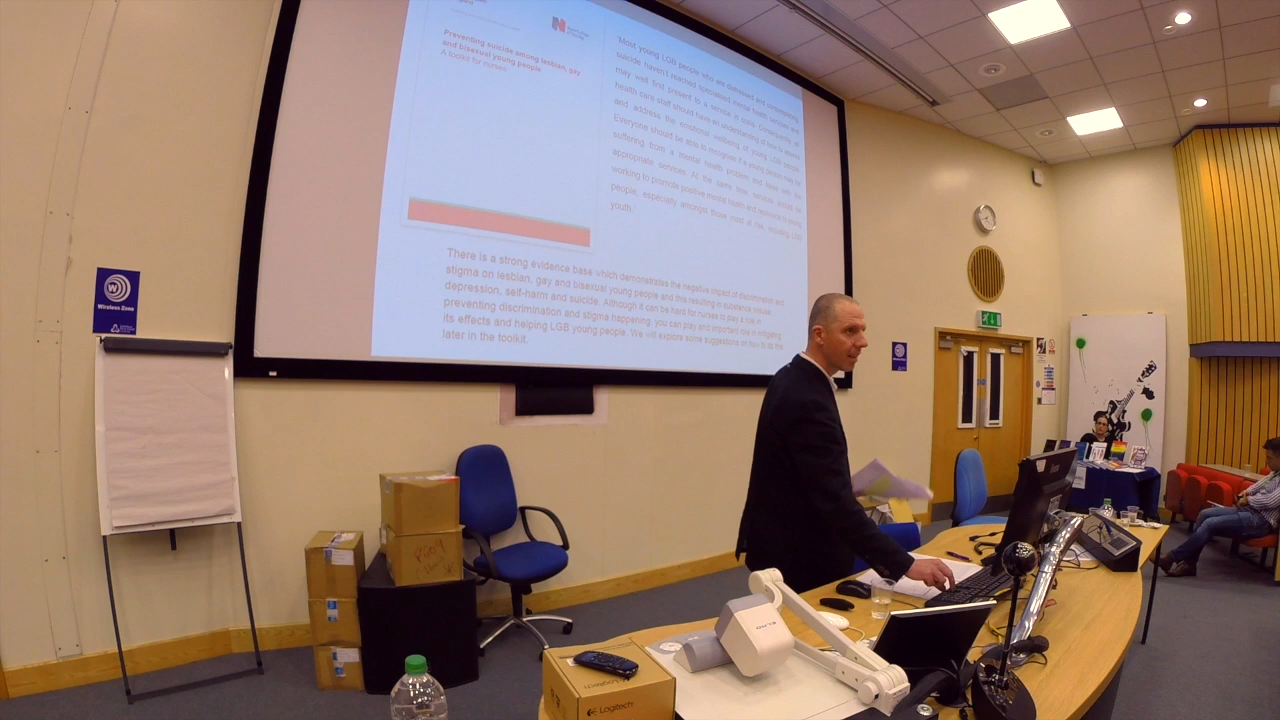 Preventing suicide among lesbian, gay
and bisexual young people
A toolkit for nurses
'Most young LGB people who are distressed and contemplating
suicide haven't reached specialised mental health services and
may well first present to a service in crisis. Consequently, all
health care staff should have an understanding of how to assess
and address the emotional wellbeing of young LGB people.
Everyone should be able to recognise if a young person may be
suffering from a mental health problem and liaise with the
appropriate services. At the same time, services should be
working to promote positive mental health and resilience to young
people, especially amongst those most at risk, including LGB
youth.'
There is a strong evidence base which demonstrates the negative impact of discrimination and
stigma on lesbian, gay and bisexual young people and this resulting in substance misuse,
depression, self-harm and suicide. Although it can be hard for nurses to play a role in
preventing discrimination and stigma happening, you can play and important role in mitigating
its effects and helping LGB young people. We will explore some suggestions on how to do this
later in the toolkit.
W
Wireless Zone
ELMO
Logitech